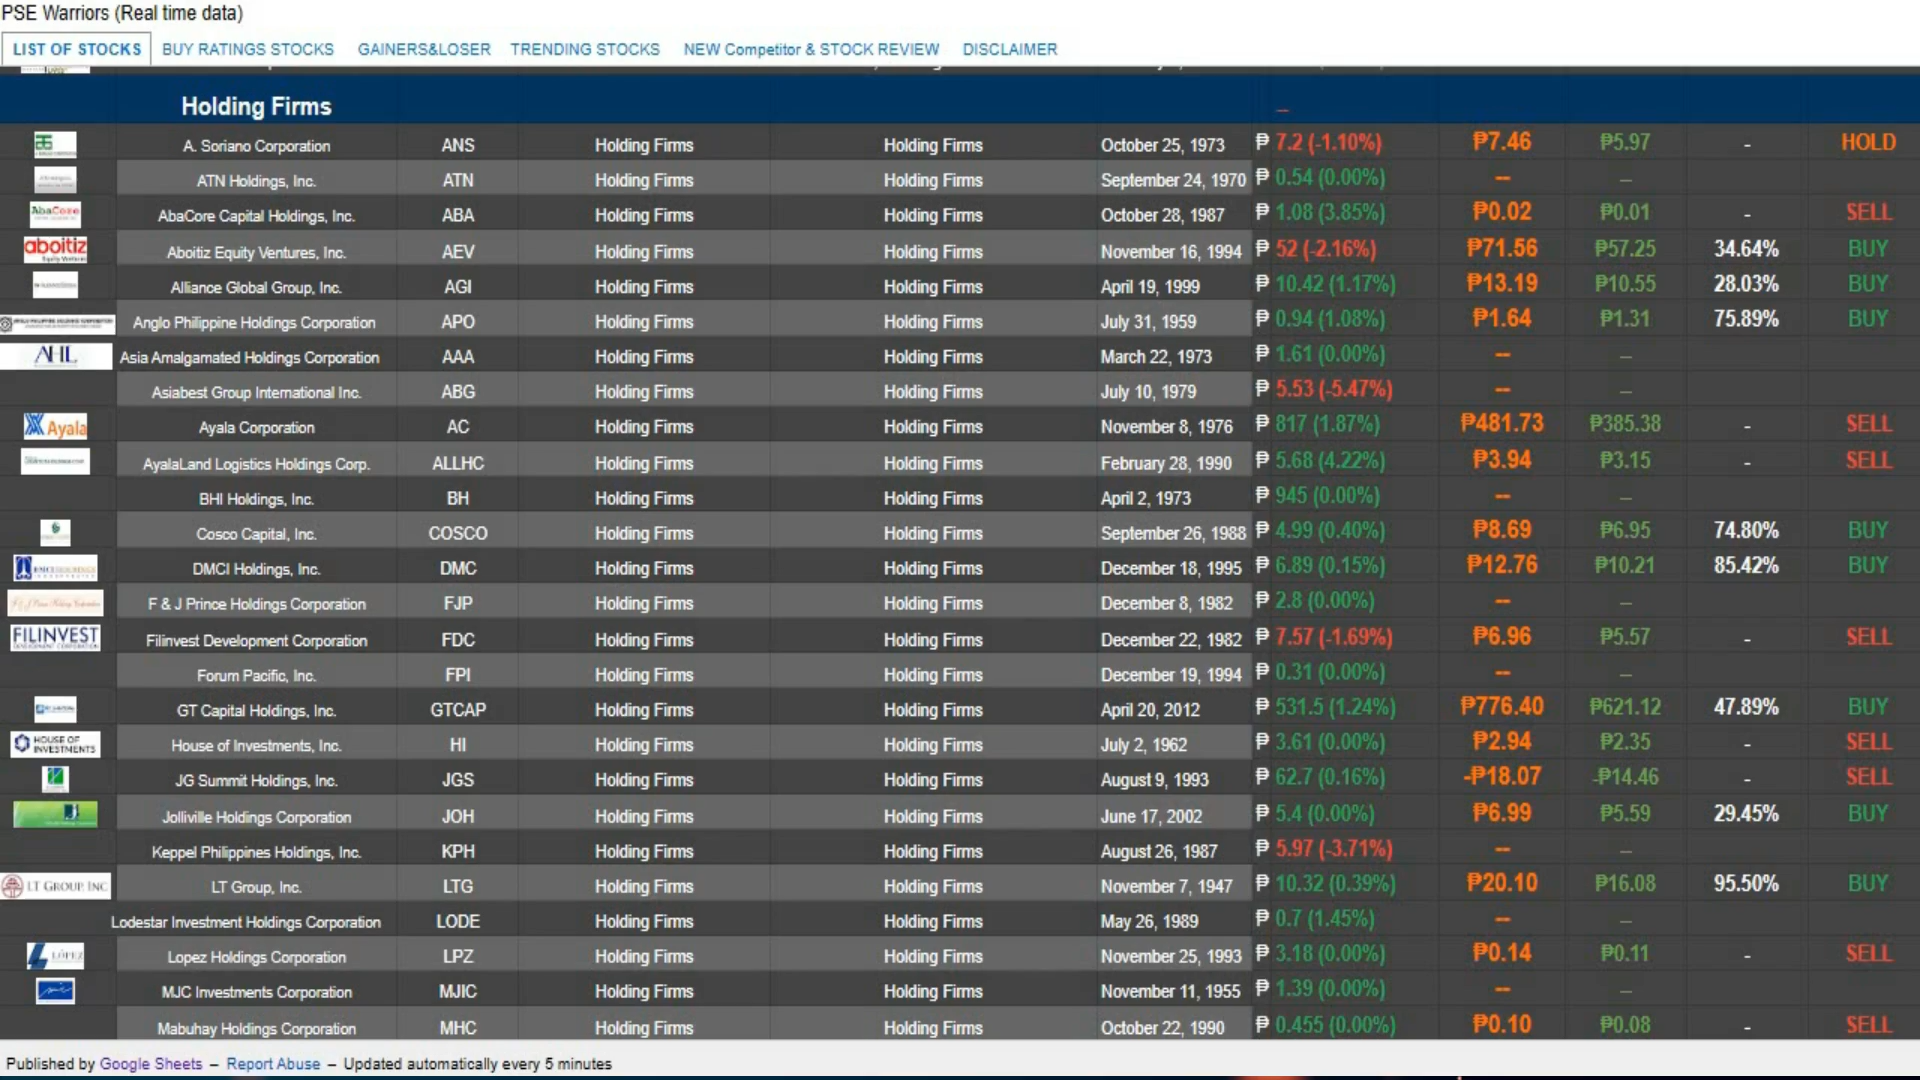 PSE Warriors (Real time data)
LIST OF STOCKS BUY RATINGS STOCKS GAINERS&LOSER TRENDING STOCKS NEW Competitor & STOCK REVIEW DISCLAIMER
Holding Firms –
A. Soriano Corporation ANS Holding Firms Holding Firms October 25, 1973 ₱ 7.2 (-1.10%) ₱7.46 ₱5.97 - HOLD
ATN Holdings, Inc. ATN Holding Firms Holding Firms September 24, 1970 ₱ 0.54 (0.00%) -- –
AbaCore AbaCore Capital Holdings, Inc. ABA Holding Firms Holding Firms October 28, 1987 ₱ 1.08 (3.85%) ₱0.02 ₱0.01 - SELL
aboitiz Equity Ventures Aboitiz Equity Ventures, Inc. AEV Holding Firms Holding Firms November 16, 1994 ₱ 52 (-2.16%) ₱71.56 ₱57.25 34.64% BUY
Alliance Global Group, Inc. AGI Holding Firms Holding Firms April 19, 1999 ₱ 10.42 (1.17%) ₱13.19 ₱10.55 28.03% BUY
Anglo Philippine Holdings Corporation APO Holding Firms Holding Firms July 31, 1959 ₱ 0.94 (1.08%) ₱1.64 ₱1.31 75.89% BUY
AHL Asia Amalgamated Holdings Corporation AAA Holding Firms Holding Firms March 22, 1973 ₱ 1.61 (0.00%) -- –
Asiabest Group International Inc. ABG Holding Firms Holding Firms July 10, 1979 ₱ 5.53 (-5.47%) -- –
Ayala Ayala Corporation AC Holding Firms Holding Firms November 8, 1976 ₱ 817 (1.87%) ₱481.73 ₱385.38 - SELL
AyalaLand Logistics Holdings Corp. ALLHC Holding Firms Holding Firms February 28, 1990 ₱ 5.68 (4.22%) ₱3.94 ₱3.15 - SELL
BHI Holdings, Inc. BH Holding Firms Holding Firms April 2, 1973 ₱ 945 (0.00%) -- –
Cosco Capital, Inc. COSCO Holding Firms Holding Firms September 26, 1988 ₱ 4.99 (0.40%) ₱8.69 ₱6.95 74.80% BUY
DMCI Holdings, Inc. DMC Holding Firms Holding Firms December 18, 1995 ₱ 6.89 (0.15%) ₱12.76 ₱10.21 85.42% BUY
F & J Prince Holdings Corporation FJP Holding Firms Holding Firms December 8, 1982 ₱ 2.8 (0.00%) -- –
FILINVEST DEVELOPMENT CORPORATION Filinvest Development Corporation FDC Holding Firms Holding Firms December 22, 1982 ₱ 7.57 (-1.69%) ₱6.96 ₱5.57 - SELL
Forum Pacific, Inc. FPI Holding Firms Holding Firms December 19, 1994 ₱ 0.31 (0.00%) -- –
GT Capital Holdings, Inc. GTCAP Holding Firms Holding Firms April 20, 2012 ₱ 531.5 (1.24%) ₱776.40 ₱621.12 47.89% BUY
HOUSE OF INVESTMENTS House of Investments, Inc. HI Holding Firms Holding Firms July 2, 1962 ₱ 3.61 (0.00%) ₱2.94 ₱2.35 - SELL
JG Summit Holdings, Inc. JGS Holding Firms Holding Firms August 9, 1993 ₱ 62.7 (0.16%) -₱18.07 -₱14.46 - SELL
Jolliville Holdings Corporation JOH Holding Firms Holding Firms June 17, 2002 ₱ 5.4 (0.00%) ₱6.99 ₱5.59 29.45% BUY
Keppel Philippines Holdings, Inc. KPH Holding Firms Holding Firms August 26, 1987 ₱ 5.97 (-3.71%) -- –
LT GROUP, INC LT Group, Inc. LTG Holding Firms Holding Firms November 7, 1947 ₱ 10.32 (0.39%) ₱20.10 ₱16.08 95.50% BUY
Lodestar Investment Holdings Corporation LODE Holding Firms Holding Firms May 26, 1989 ₱ 0.7 (1.45%) -- –
LOPEZ Lopez Holdings Corporation LPZ Holding Firms Holding Firms November 25, 1993 ₱ 3.18 (0.00%) ₱0.14 ₱0.11 - SELL
MJC Investments Corporation MJIC Holding Firms Holding Firms November 11, 1955 ₱ 1.39 (0.00%) -- –
Mabuhay Holdings Corporation MHC Holding Firms Holding Firms October 22, 1990 ₱ 0.455 (0.00%) ₱0.10 ₱0.08 - SELL
Published by Google Sheets – Report Abuse – Updated automatically every 5 minutes